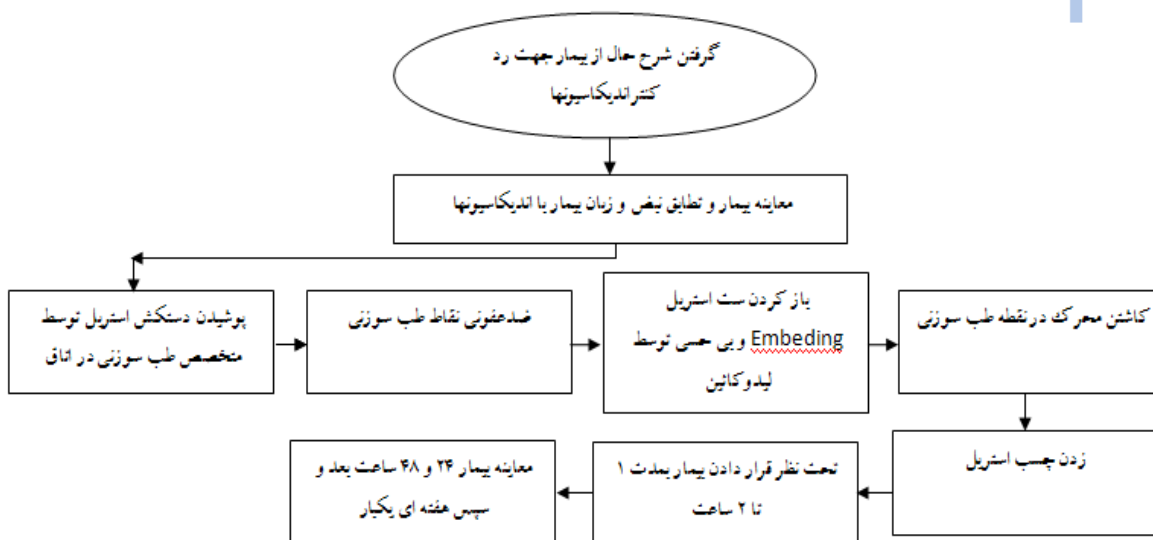 گرفتن شرح حال از بیمار جهت رد
کنتراندیکاسیونها
معاینه بیمار و تطابق نبض و زبان بیمار با اندیکاسیونها
پوشیدن دستکش استریل توسط
متخصص طب سوزنی در اتاق
ضدعفونی نقاط طب سوزنی
باز کردن ست استریل
Embeding و بی حسی توسط
لیدوکائین
کاشتن محرک در نقطه طب سوزنی
زدن چسب استریل
تحت نظر قرار دادن بیمار بمدت ۱
تا ۲ ساعت
معاینه بیمار ۲۴ و ۴۸ ساعت بعد و
سپس هفته ای یکبار